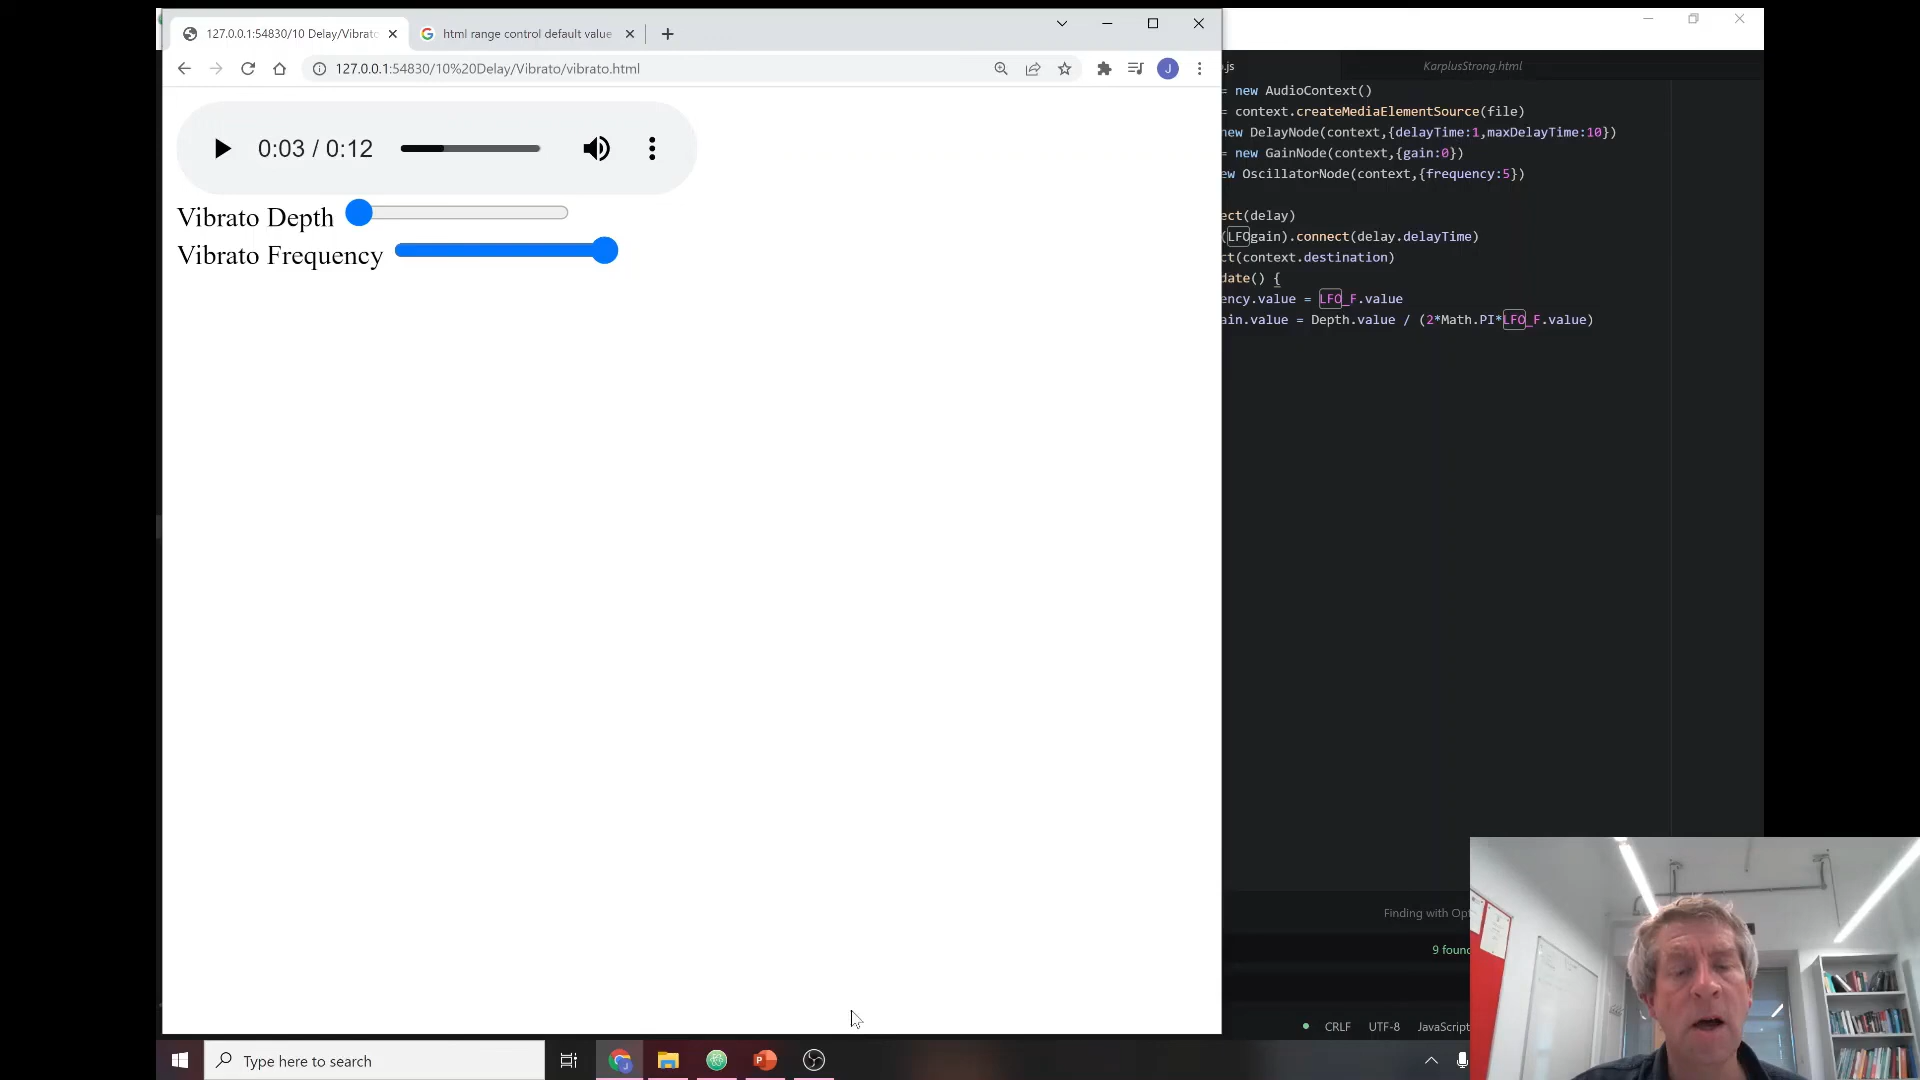 127.0.0.1:54830/10 Delay/Vibrato
html range control default value
127.0.0.1:54830/10%20Delay/Vibrato/vibrato.html
J
0:03 / 0:12
Vibrato Depth
Vibrato Frequency
.js
KarplusStrong.html
= new AudioContext()
= context.createMediaElementSource(file)
new DelayNode(context,{delayTime:1,maxDelayTime:10})
= new GainNode(context,{gain:0})
ew OscillatorNode(context,{frequency:5})
ect(delay)
(LFOgain).connect(delay.delayTime)
ct(context.destination)
date() {
ency.value = LFO_F.value
ain.value = Depth.value / (2*Math.PI*LFO_F.value)
Finding with Opt
9 found
CRLF UTF-8 JavaScript
Type here to search